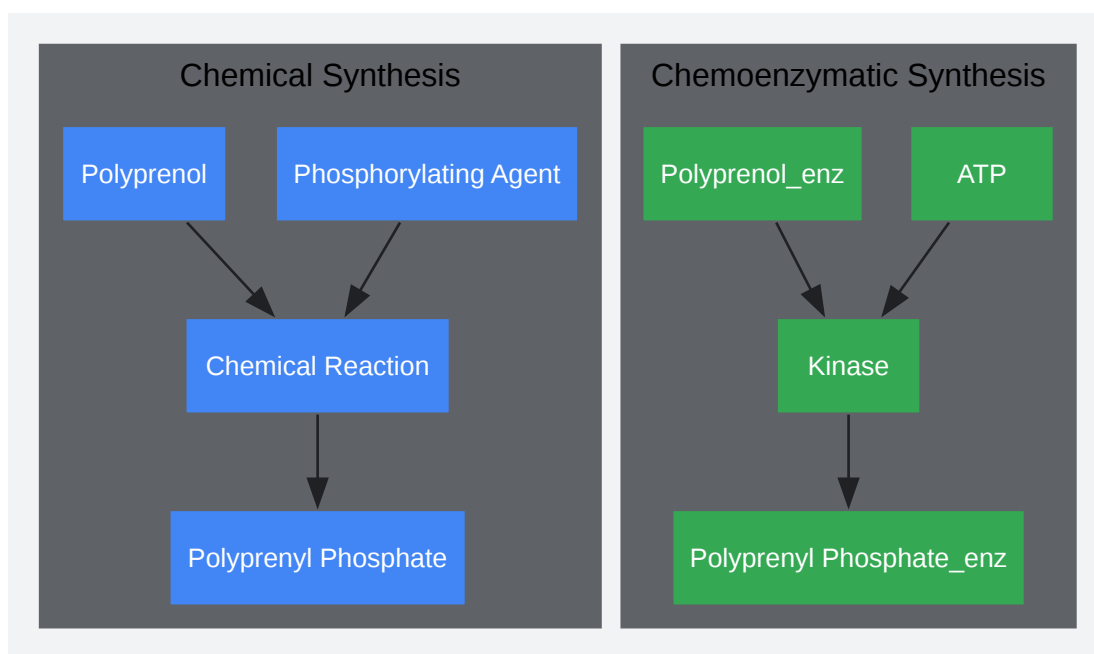 Chemical Synthesis
Polyprenol
Phosphorylating Agent
Chemical Reaction
Polyprenyl Phosphate
Chemoenzymatic Synthesis
Polyprenol_enz
ATP
Kinase
Polyprenyl Phosphate_enz